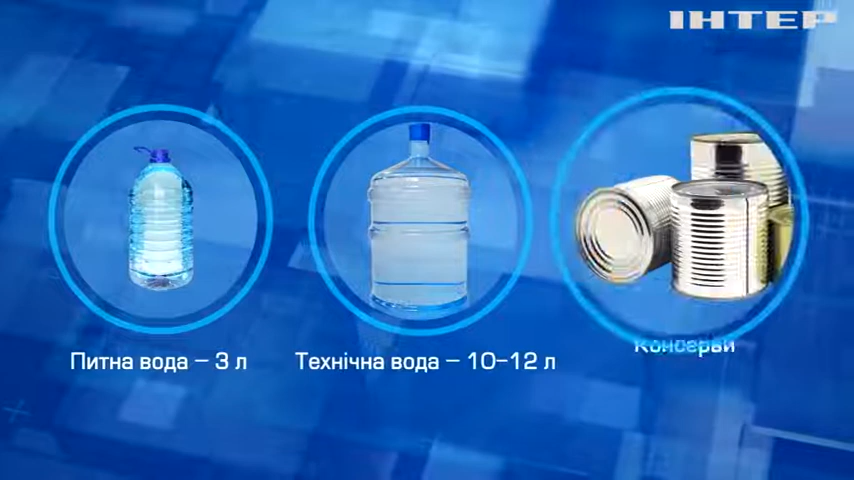 ІНТЕР
Питна вода – 3 л
Технічна вода – 10-12 л
Консерви